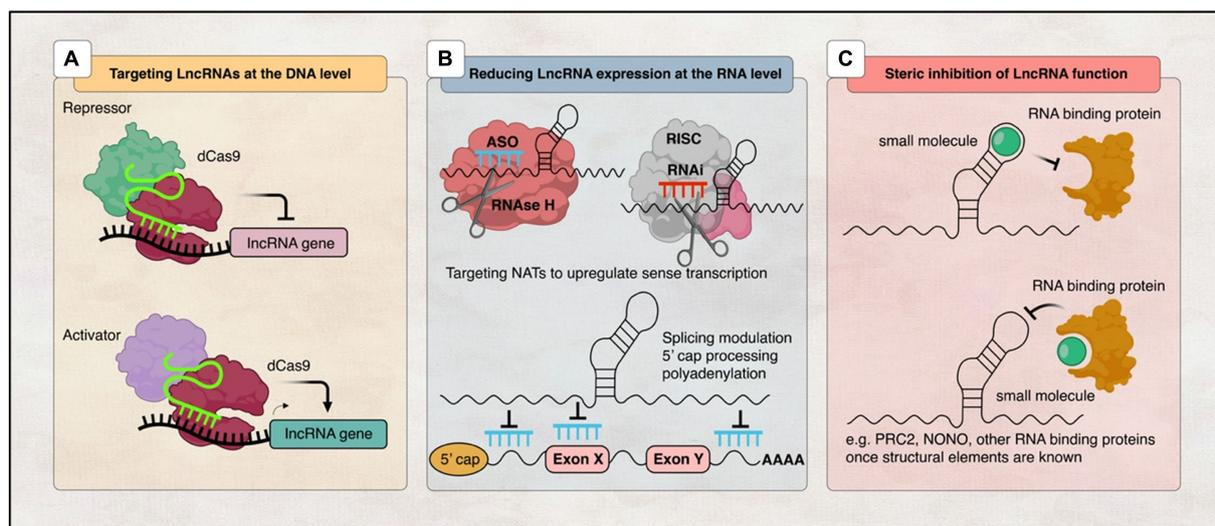 A
Targeting LncRNAs at the DNA level
Repressor
dCas9
lncRNA gene
Activator
dCas9
lncRNA gene
B
Reducing LncRNA expression at the RNA level
ASO
RNAse H
RISC
RNAi
Targeting NATs to upregulate sense transcription
Splicing modulation
5’ cap processing
polyadenylation
5’ cap
Exon X
Exon Y
AAAA
C
Steric inhibition of LncRNA function
RNA binding protein
small molecule
RNA binding protein
small molecule
e.g. PRC2, NONO, other RNA binding proteins
once structural elements are known